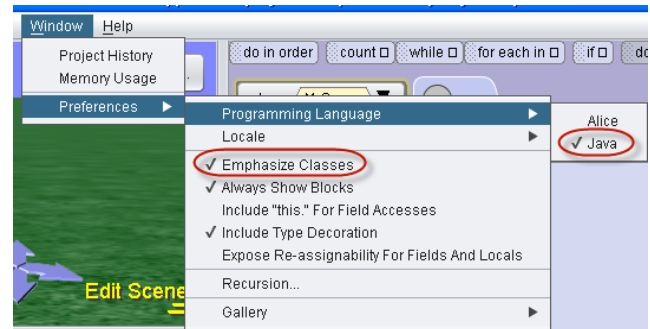 Window Help
do in order count while for each in if do
Project History
Memory Usage
Preferences
Programming Language
Alice
Locale
✓ Java
✓ Emphasize Classes
✓ Always Show Blocks
Include "this." For Field Accesses
✓ Include Type Decoration
Expose Re-assignability For Fields And Locals
Edit Scene
Recursion...
Gallery